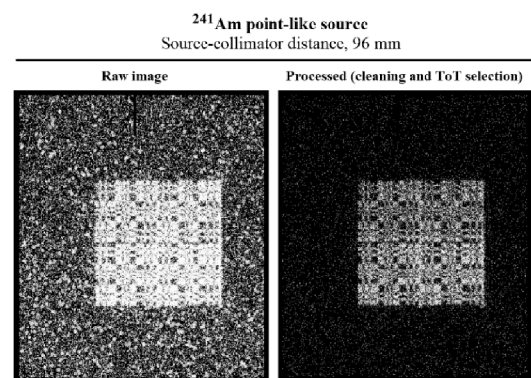 ²⁴¹Am point-like source
Source-collimator distance, 96 mm
Raw image
Processed (cleaning and ToT selection)